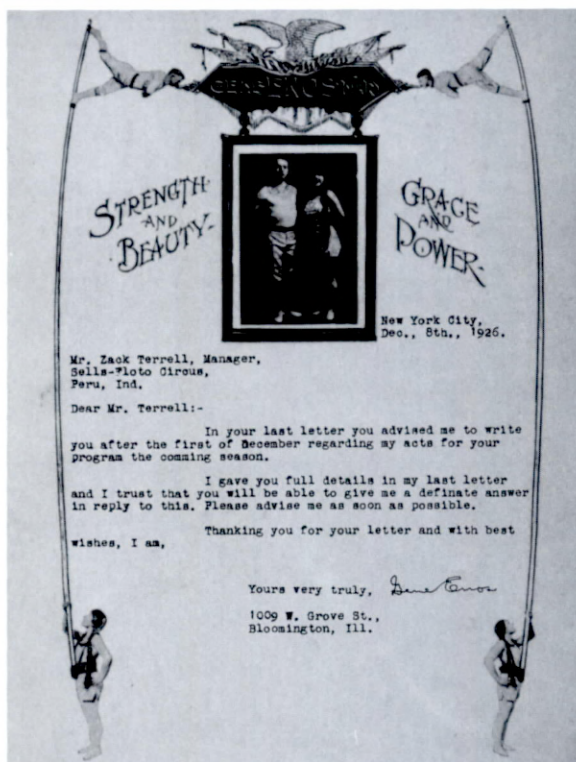 GENE ENOS MARY
STRENGTH
AND
BEAUTY-
GRACE
AND
POWER-
New York City,
Dec., 8th., 1926.
Mr. Zack Terrell, Manager,
Sells-Floto Circus,
Peru, Ind.
Dear Mr. Terrell:-
In your last letter you advised me to write
you after the first of December regarding my acts for your
program the comming season.
I gave you full details in my last letter
and I trust that you will be able to give me a definate answer
in reply to this. Please advise me as soon as possible.
Thanking you for your letter and with best
wishes, I am,
Yours very truly, Gene Enos
1009 W. Grove St.,
Bloomington, Ill.